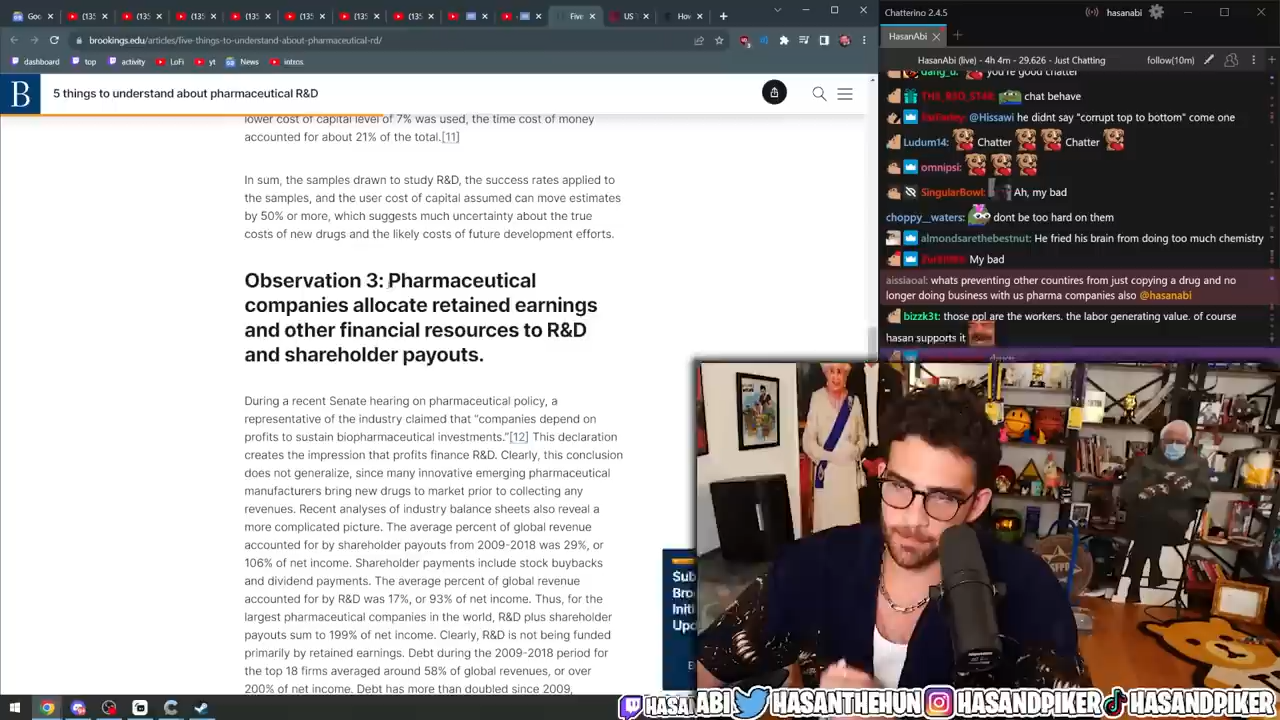 Goo
(135
(135
(135
(135
(135
(135
Five
US
Hov
Chatterino 2.4.5
hasanabi
brookings.edu/articles/five-things-to-understand-about-pharmaceutical-rd/
HasanAbi
dashboard
top
activity
LoFi
yt
News
intros
HasanAbi (live) - 4h 4m - 29,626 - Just Chatting
follow(10m)
B
5 things to understand about pharmaceutical R&D
lower cost of capital level of 7% was used, the time cost of money
accounted for about 21% of the total.[11]
In sum, the samples drawn to study R&D, the success rates applied to
the samples, and the user cost of capital assumed can move estimates
by 50% or more, which suggests much uncertainty about the true
costs of new drugs and the likely costs of future development efforts.
Observation 3: Pharmaceutical
companies allocate retained earnings
and other financial resources to R&D
and shareholder payouts.
During a recent Senate hearing on pharmaceutical policy, a
representative of the industry claimed that "companies depend on
profits to sustain biopharmaceutical investments."[12] This declaration
creates the impression that profits finance R&D. Clearly, this conclusion
does not generalize, since many innovative emerging pharmaceutical
manufacturers bring new drugs to market prior to collecting any
revenues. Recent analyses of industry balance sheets also reveal a
more complicated picture. The average percent of global revenue
accounted for by shareholder payouts from 2009-2018 was 29%, or
106% of net income. Shareholder payments include stock buybacks
and dividend payments. The average percent of global revenue
accounted for by R&D was 17%, or 93% of net income. Thus, for the
largest pharmaceutical companies in the world, R&D plus shareholder
payouts sum to 199% of net income. Clearly, R&D is not being funded
primarily by retained earnings. Debt during the 2009-2018 period for
the top 18 firms averaged around 58% of global revenues, or over
200% of net income. Debt has more than doubled since 2009,
Sub
Bro
Initi
Upd
you're good chatter
chat behave
@Hissawi he didnt say "corrupt top to bottom" come one
Ludum14: Chatter Chatter
omnipsi:
SingularBowl: Ah, my bad
choppy__waters: dont be too hard on them
almondsarethebestnut: He fried his brain from doing too much chemistry
My bad
aissiaoal: whats preventing other countires from just copying a drug and no
longer doing business with us pharma companies also @hasanabi
bizzk3t: those ppl are the workers. the labor generating value. of course
hasan supports it
HASANABI
HASANTHEHUN
HASANDPIKER
HASANDPIKER